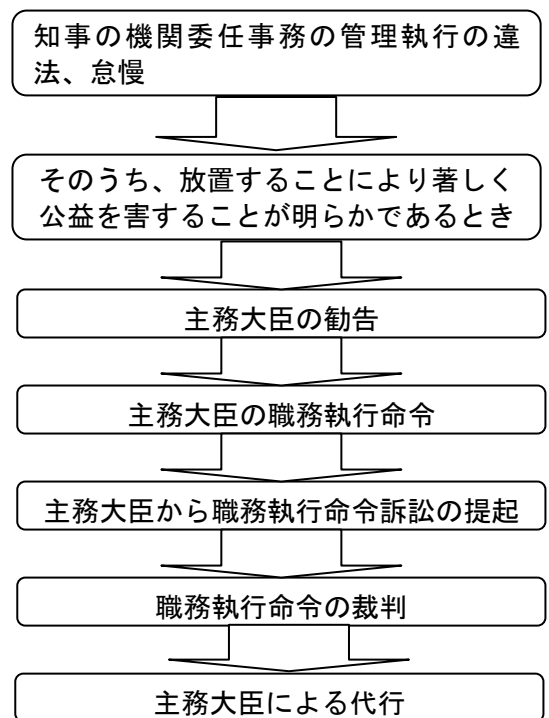 知事の機関委任事務の管理執行の違
法、怠慢
そのうち、放置することにより著しく
公益を害することが明らかであるとき
主務大臣の勧告
主務大臣の職務執行命令
主務大臣から職務執行命令訴訟の提起
職務執行命令の裁判
主務大臣による代行